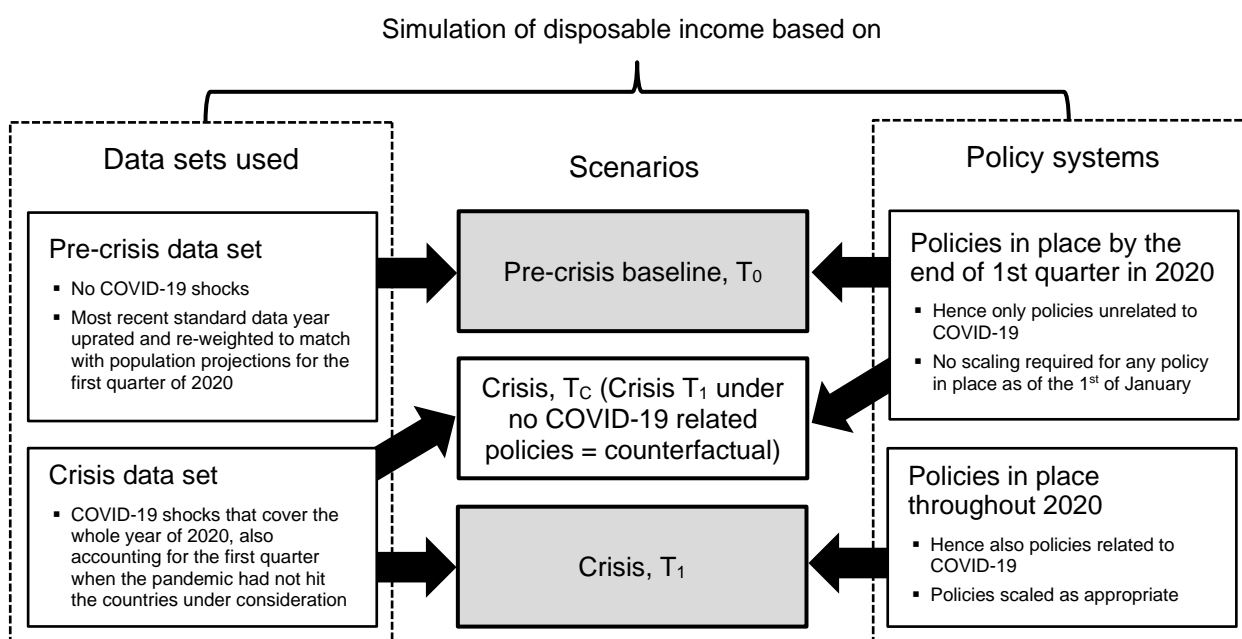 Simulation of disposable income based on
Data sets used
Pre-crisis data set
▪ No COVID-19 shocks
▪ Most recent standard data year
uprated and re-weighted to match
with population projections for the
first quarter of 2020
Crisis data set
▪ COVID-19 shocks that cover the
whole year of 2020, also
accounting for the first quarter
when the pandemic had not hit
the countries under consideration
Scenarios
Pre-crisis baseline, T₀
Crisis, T_C (Crisis T₁ under
no COVID-19 related
policies = counterfactual)
Crisis, T₁
Policy systems
Policies in place by the
end of 1st quarter in 2020
▪ Hence only policies unrelated to
COVID-19
▪ No scaling required for any policy
in place as of the 1st of January
Policies in place
throughout 2020
▪ Hence also policies related to
COVID-19
▪ Policies scaled as appropriate